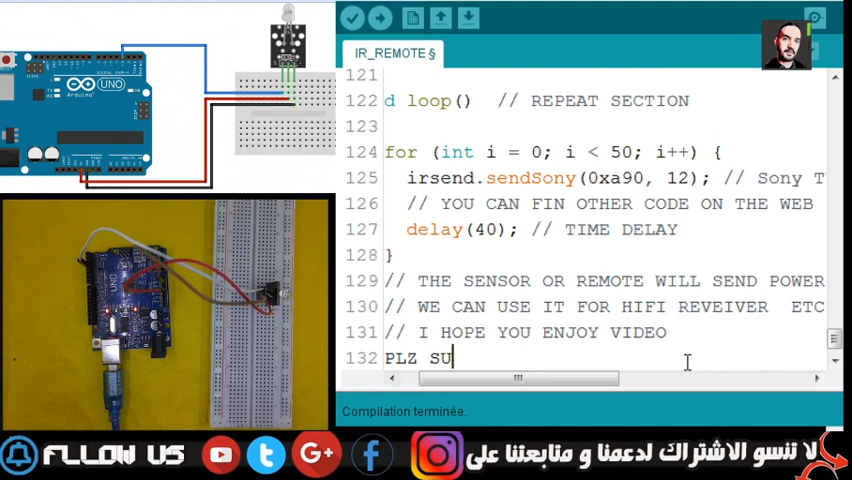 ARDUINO
UNO
IR_REMOTE §
121
122 d loop() // REPEAT SECTION
123
124 for (int i = 0; i < 50; i++) {
125 irsend.sendSony(0xa90, 12); // Sony T
126 // YOU CAN FIN OTHER CODE ON THE WEB
127 delay(40); // TIME DELAY
128 }
129 // THE SENSOR OR REMOTE WILL SEND POWER
130 // WE CAN USE IT FOR HIFI REVEIVER ETC
131 // I HOPE YOU ENJOY VIDEO
132 PLZ SU
Compilation terminée.
UNO
FLLOW US
G+
لا تنسو الاشتراك لدعمنا و متابعتنا على